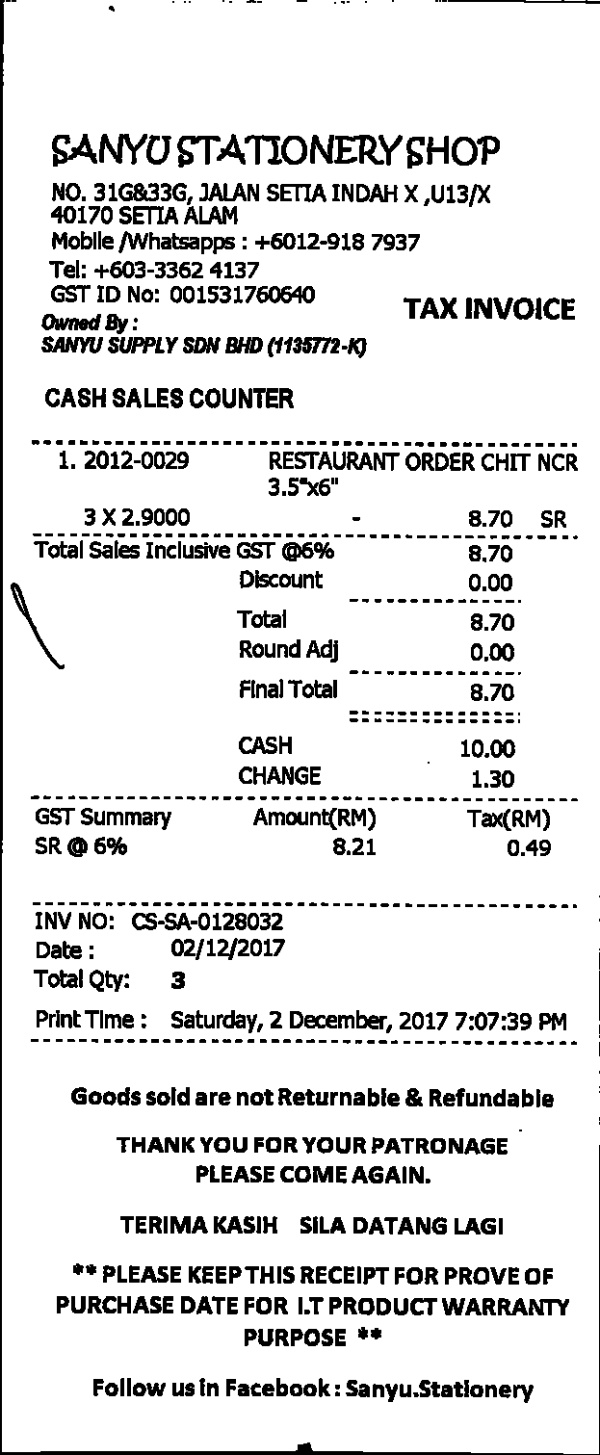 SANYU STATIONERY SHOP
NO. 31G&33G, JALAN SETIA INDAH X ,U13/X
40170 SETIA ALAM
Mobile /Whatsapps : +6012-918 7937
Tel: +603-3362 4137
GST ID No: 001531760640
TAX INVOICE
Owned By :
SANYU SUPPLY SDN BHD (1135772-K)
CASH SALES COUNTER
1. 2012-0029 RESTAURANT ORDER CHIT NCR
3.5"x6"
3 X 2.9000 - 8.70 SR
Total Sales Inclusive GST @6% 8.70
Discount 0.00
Total 8.70
Round Adj 0.00
Final Total 8.70
CASH 10.00
CHANGE 1.30
GST Summary Amount(RM) Tax(RM)
SR @ 6% 8.21 0.49
INV NO: CS-SA-0128032
Date : 02/12/2017
Total Qty: 3
Print Time : Saturday, 2 December, 2017 7:07:39 PM
Goods sold are not Returnable & Refundable
THANK YOU FOR YOUR PATRONAGE
PLEASE COME AGAIN.
TERIMA KASIH SILA DATANG LAGI
** PLEASE KEEP THIS RECEIPT FOR PROVE OF
PURCHASE DATE FOR I.T PRODUCT WARRANTY
PURPOSE **
Follow us in Facebook : Sanyu.Stationery